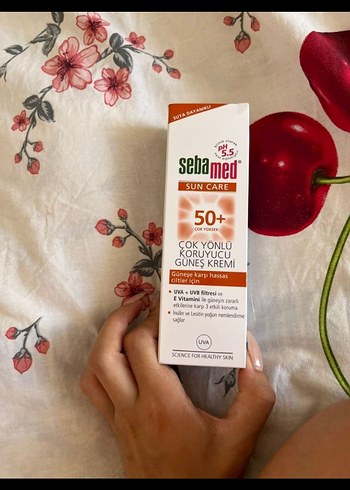 SUYA DAYANIKLI
pH
5.5
sebamed®
SUN CARE
50+
ÇOK YÜKSEK
ÇOK YÖNLÜ
KORUYUCU
GÜNEŞ KREMİ
Güneşe karşı hassas
ciltler için
• UVA + UVB filtresi ve
E Vitamini ile güneşin zararlı
etkilerine karşı 3 etkili koruma
• İnülin ve Lesitin yoğun nemlendirme
sağlar
UVA
SCIENCE FOR HEALTHY SKIN